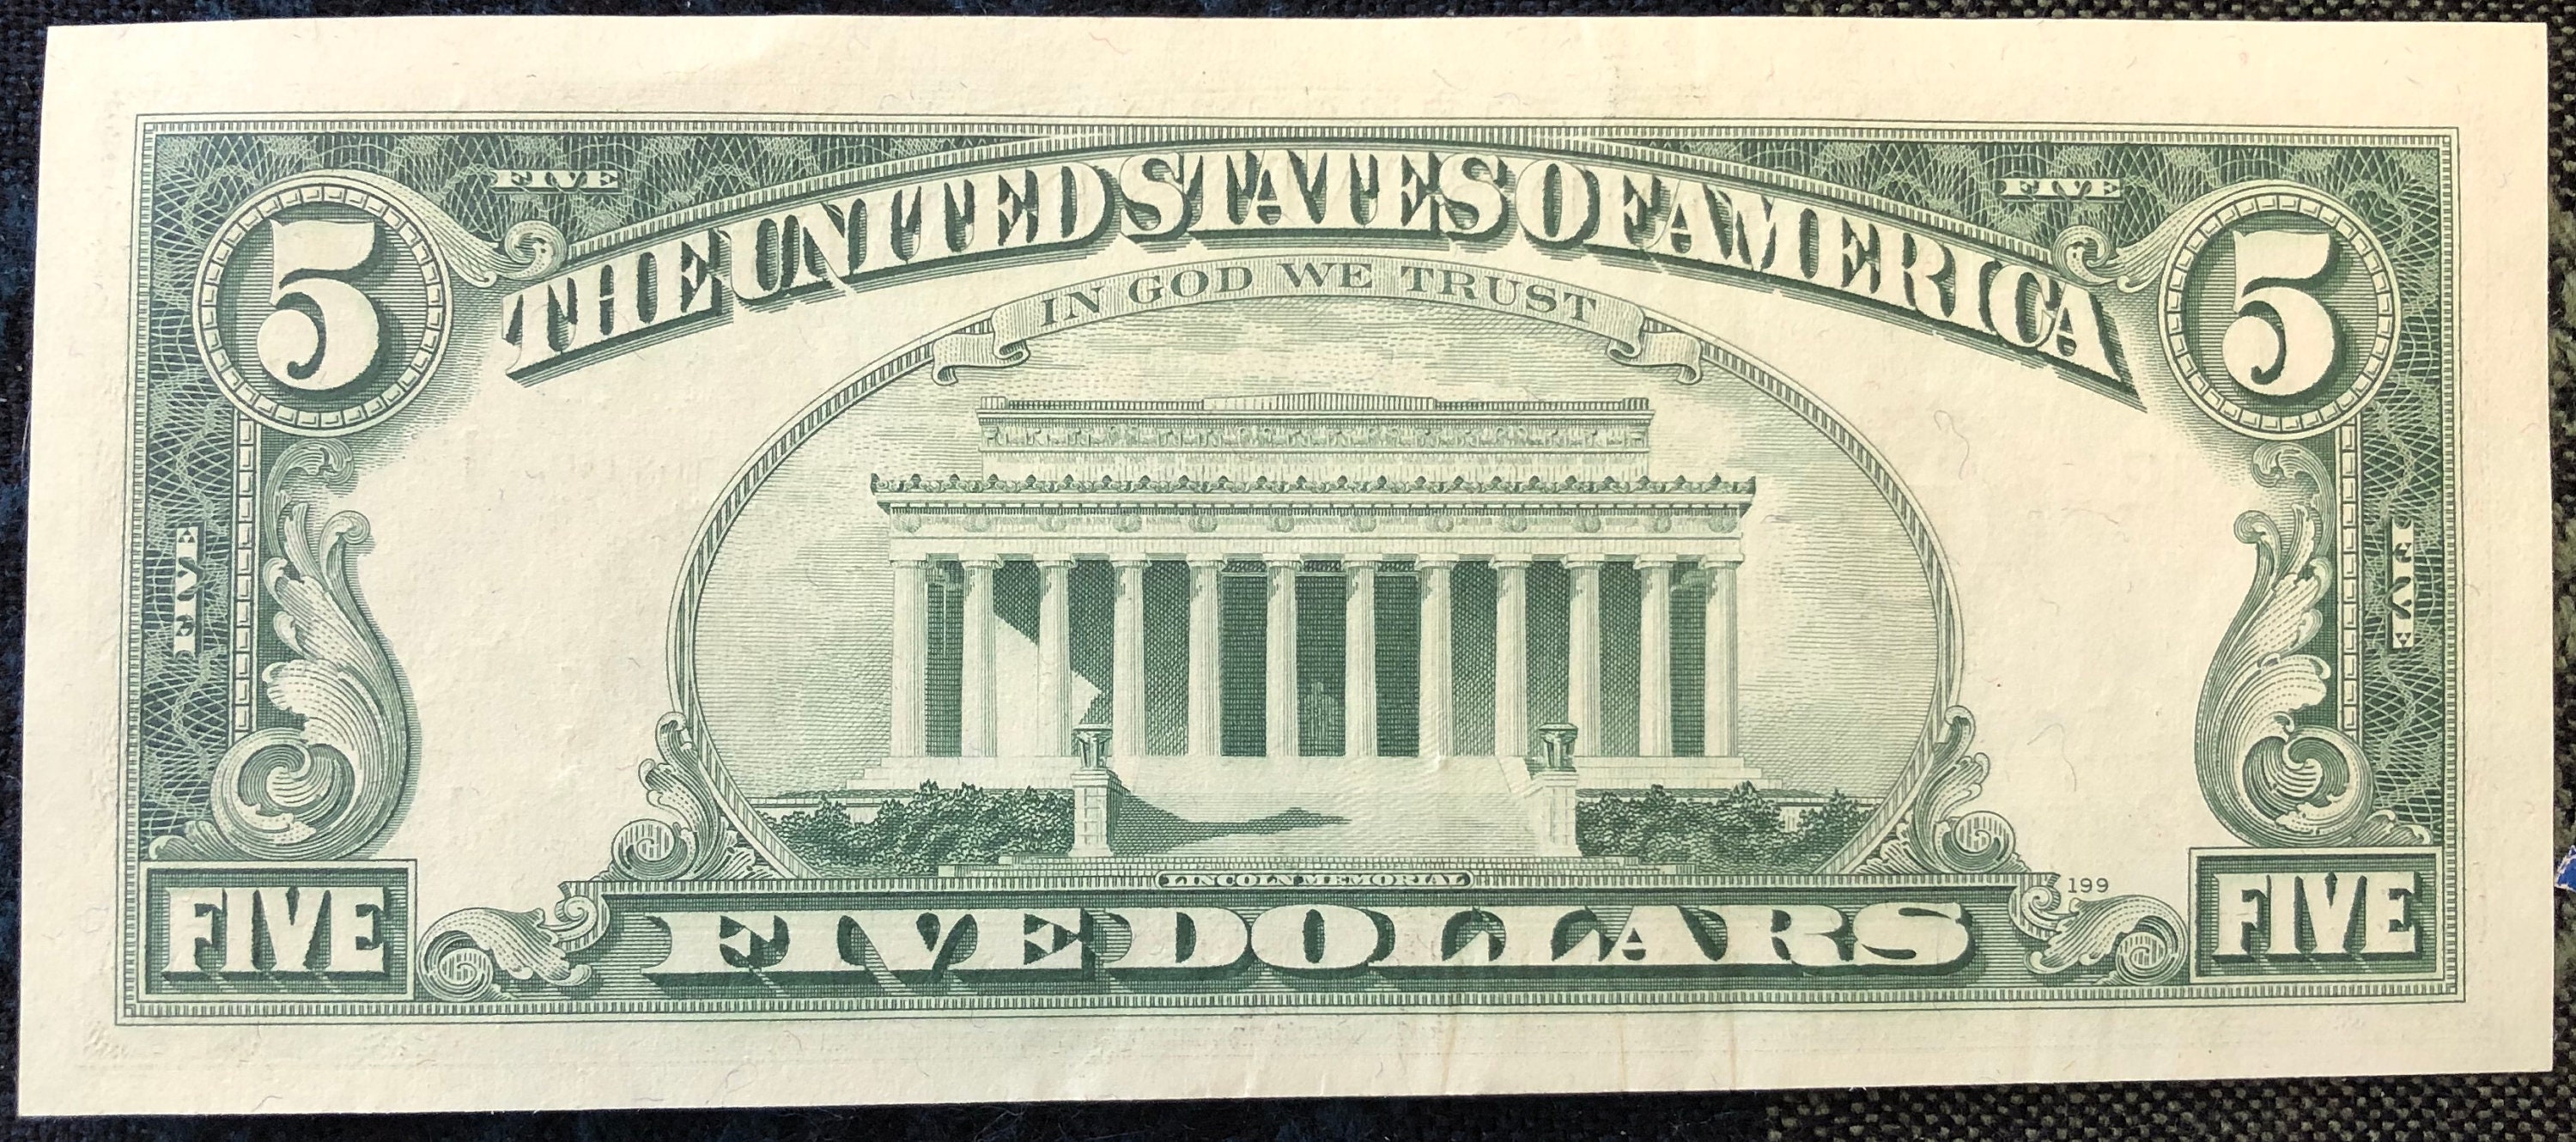 FIVE
FIVE
5
THE UNITED STATES OF AMERICA
5
IN GOD WE TRUST
FIVE
FIVE
LINCOLN MEMORIAL
199
FIVE
FIVE DOLLARS
FIVE